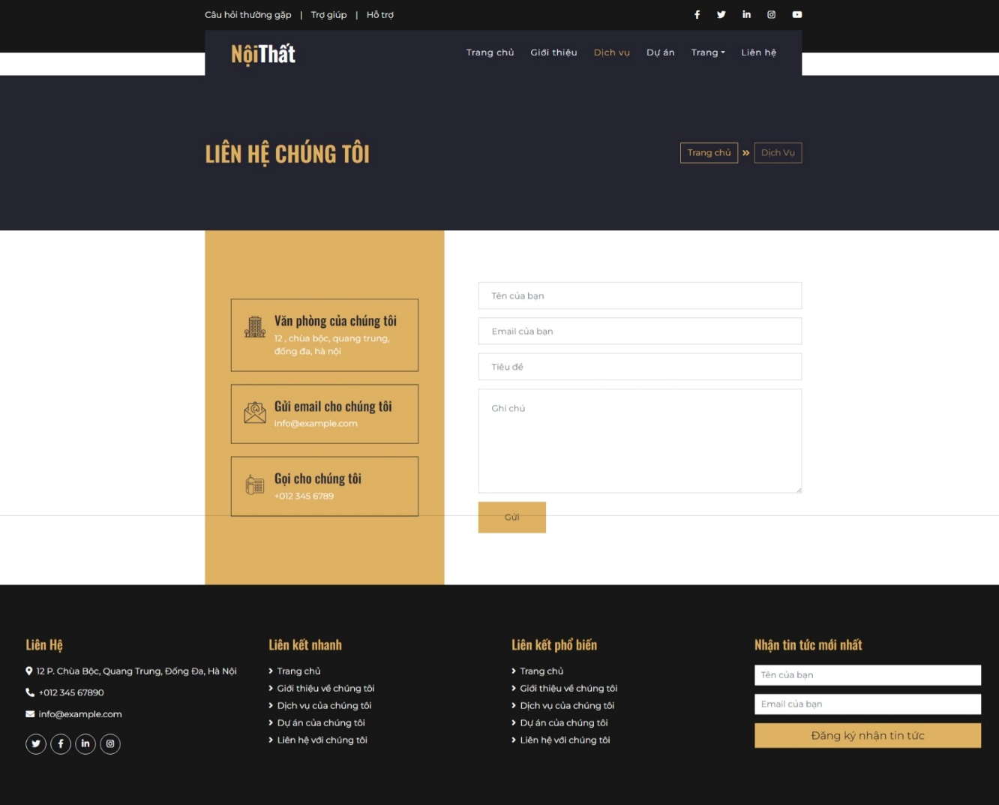 Câu hỏi thường gặp | Trợ giúp | Hỗ trợ
NộiThất
Trang chủ Giới thiệu Dịch vụ Dự án Trang Liên hệ
LIÊN HỆ CHÚNG TÔI
Trang chủ » Dịch Vụ
Văn phòng của chúng tôi
12 , chùa bộc, quang trung,
đống đa, hà nội
Gửi email cho chúng tôi
info@example.com
Gọi cho chúng tôi
+012 345 6789
Tên của bạn
Email của bạn
Tiêu đề
Ghi chú
Gửi
Liên Hệ
12 P. Chùa Bộc, Quang Trung, Đống Đa, Hà Nội
+012 345 67890
info@example.com
Liên kết nhanh
Trang chủ
Giới thiệu về chúng tôi
Dịch vụ của chúng tôi
Dự án của chúng tôi
Liên hệ với chúng tôi
Liên kết phổ biến
Trang chủ
Giới thiệu về chúng tôi
Dịch vụ của chúng tôi
Dự án của chúng tôi
Liên hệ với chúng tôi
Nhận tin tức mới nhất
Tên của bạn
Email của bạn
Đăng ký nhận tin tức